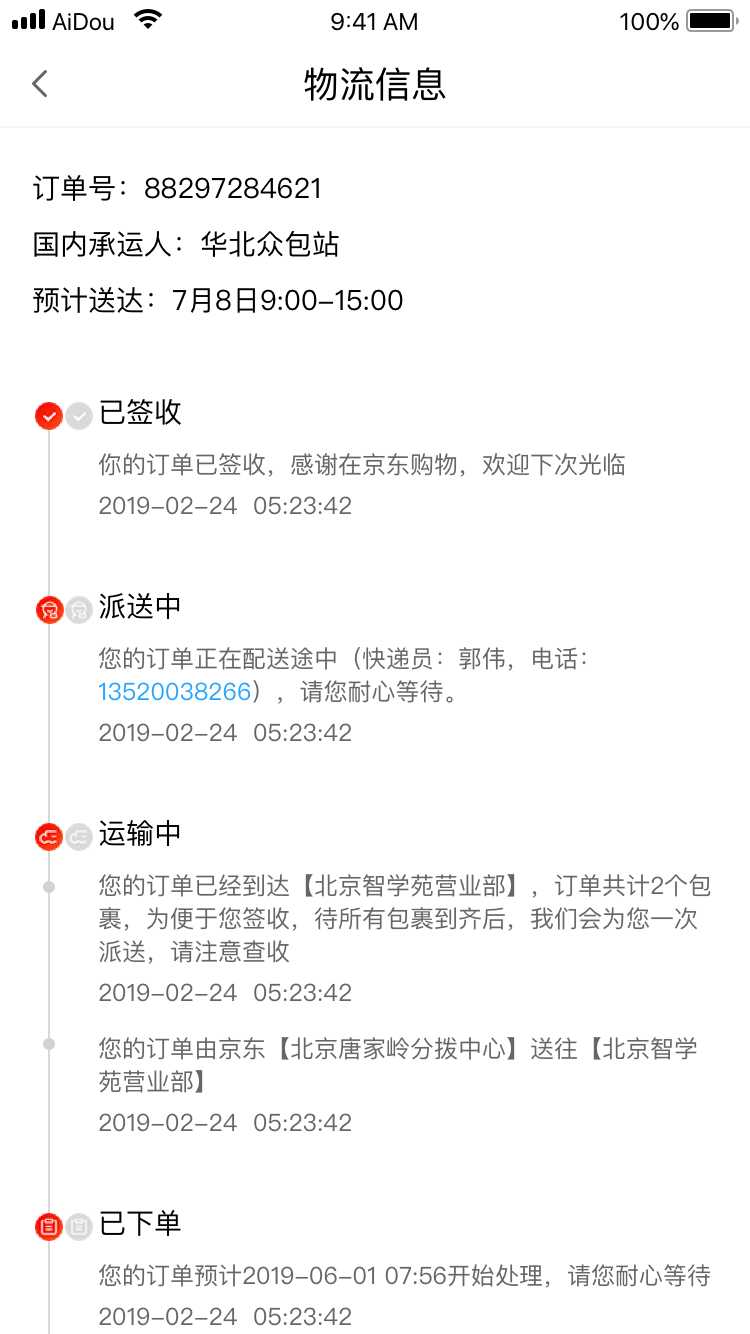 AiDou 9:41 AM 100%
物流信息
订单号：88297284621
国内承运人：华北众包站
预计送达：7月8日9:00-15:00
已签收
你的订单已签收，感谢在京东购物，欢迎下次光临
2019-02-24 05:23:42
派送中
您的订单正在配送途中（快递员：郭伟，电话：
13520038266），请您耐心等待。
2019-02-24 05:23:42
运输中
您的订单已经到达【北京智学苑营业部】，订单共计2个包
裹，为便于您签收，待所有包裹到齐后，我们会为您一次
派送，请注意查收
2019-02-24 05:23:42
您的订单由京东【北京唐家岭分拨中心】送往【北京智学
苑营业部】
2019-02-24 05:23:42
已下单
您的订单预计2019-06-01 07:56开始处理，请您耐心等待
2019-02-24 05:23:42